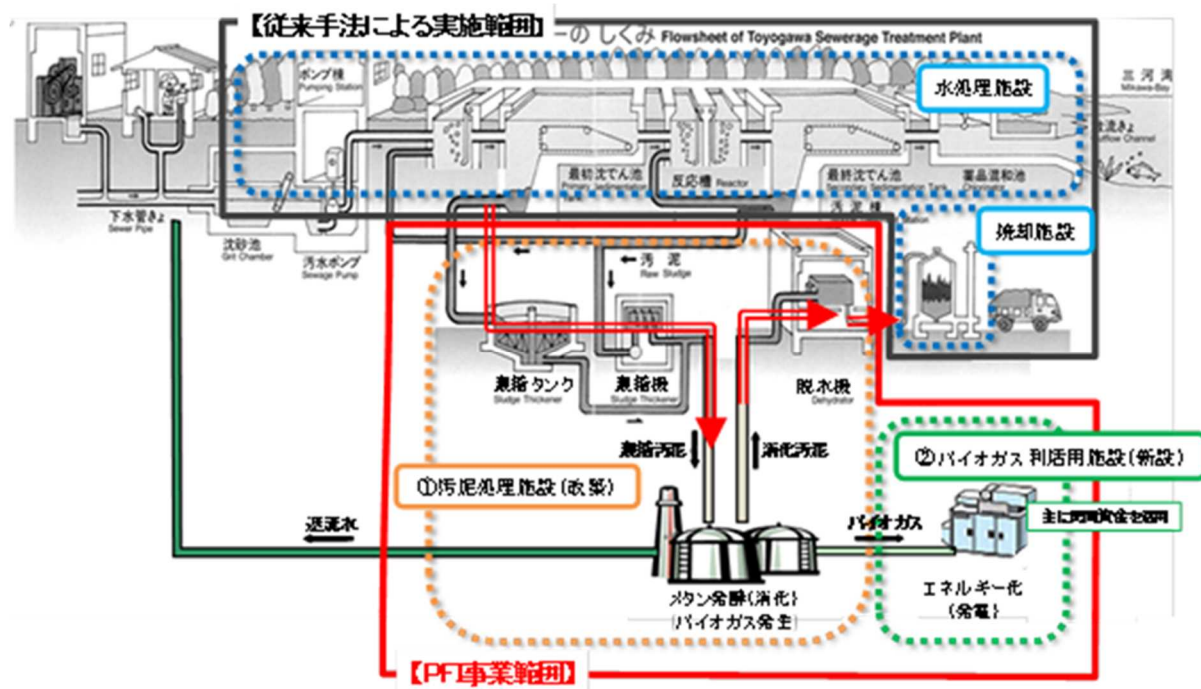 【従来手法による実施範囲】
ーの しくみ Flowsheet of Toyogawa Sewerage Treatment Plant
ポンプ棟
Pumping Station
水処理施設
三河湾
Mikawa-Bay
放流きょ
Outflow Channel
最初沈でん池
Primary Sedimentation
Tank
反応槽 Reactor
最終沈でん池
Secondary Sedimentation Tank
薬品混和池
Chlorinator
下水管きょ
Sewer Pipe
沈砂池
Grit Chamber
汚水ポンプ
Sewage Pump
汚泥
Raw Sludge
汚泥棟
焼却施設
濃縮タンク
Sludge Thickener
濃縮機
Sludge Thickener
脱水機
Dehydrator
濃縮汚泥
消化汚泥
①汚泥処理施設(改築)
②バイオガス利活用施設(新設)
主に民間資金を活用
返流水
バイオガス
メタン発酵(消化)
(バイオガス発生)
エネルギー化
(発電)
【PFI事業範囲】